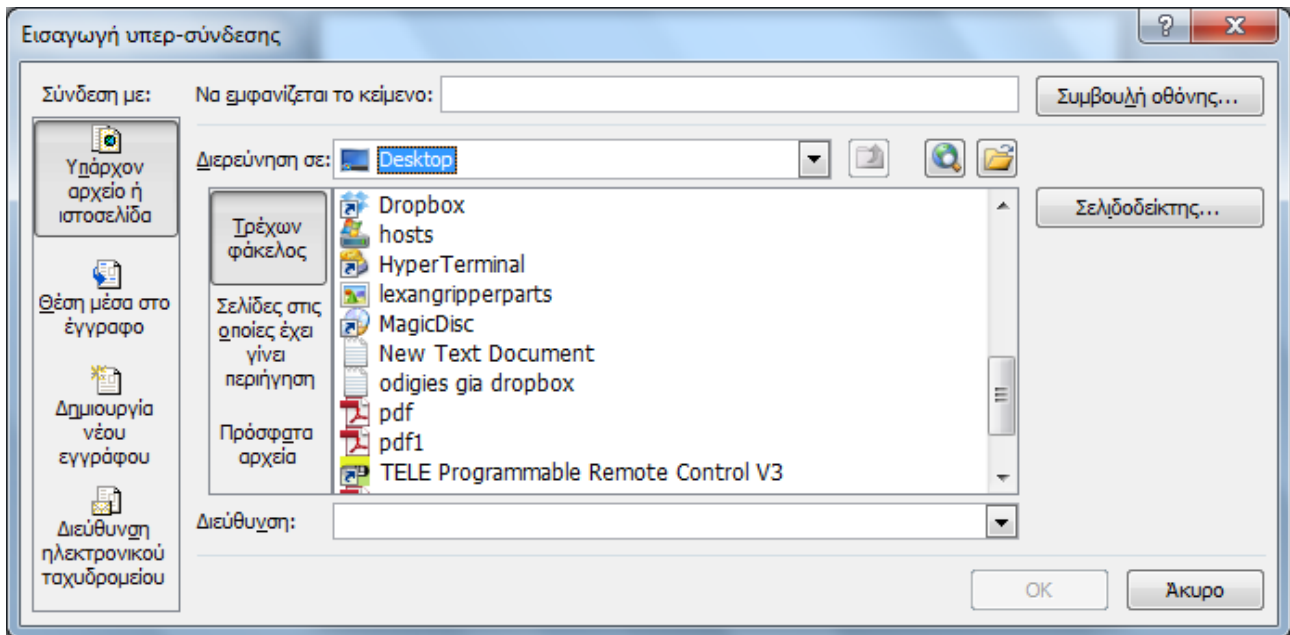 Εισαγωγή υπερ-σύνδεσης
Σύνδεση με:
Να εμφανίζεται το κείμενο:
Συμβουλή οθόνης...
Υπάρχον
αρχείο ή
ιστοσελίδα
Θέση μέσα στο
έγγραφο
Δημιουργία
νέου
εγγράφου
Διεύθυνση
ηλεκτρονικού
ταχυδρομείου
Διερεύνηση σε:
Desktop
Τρέχων
φάκελος
Σελίδες στις
οποίες έχει
γίνει
περιήγηση
Πρόσφατα
αρχεία
Dropbox
hosts
HyperTerminal
lexangripperparts
MagicDisc
New Text Document
odigies gia dropbox
pdf
pdf1
TELE Programmable Remote Control V3
Σελιδοδείκτης...
Διεύθυνση:
OK
Άκυρο